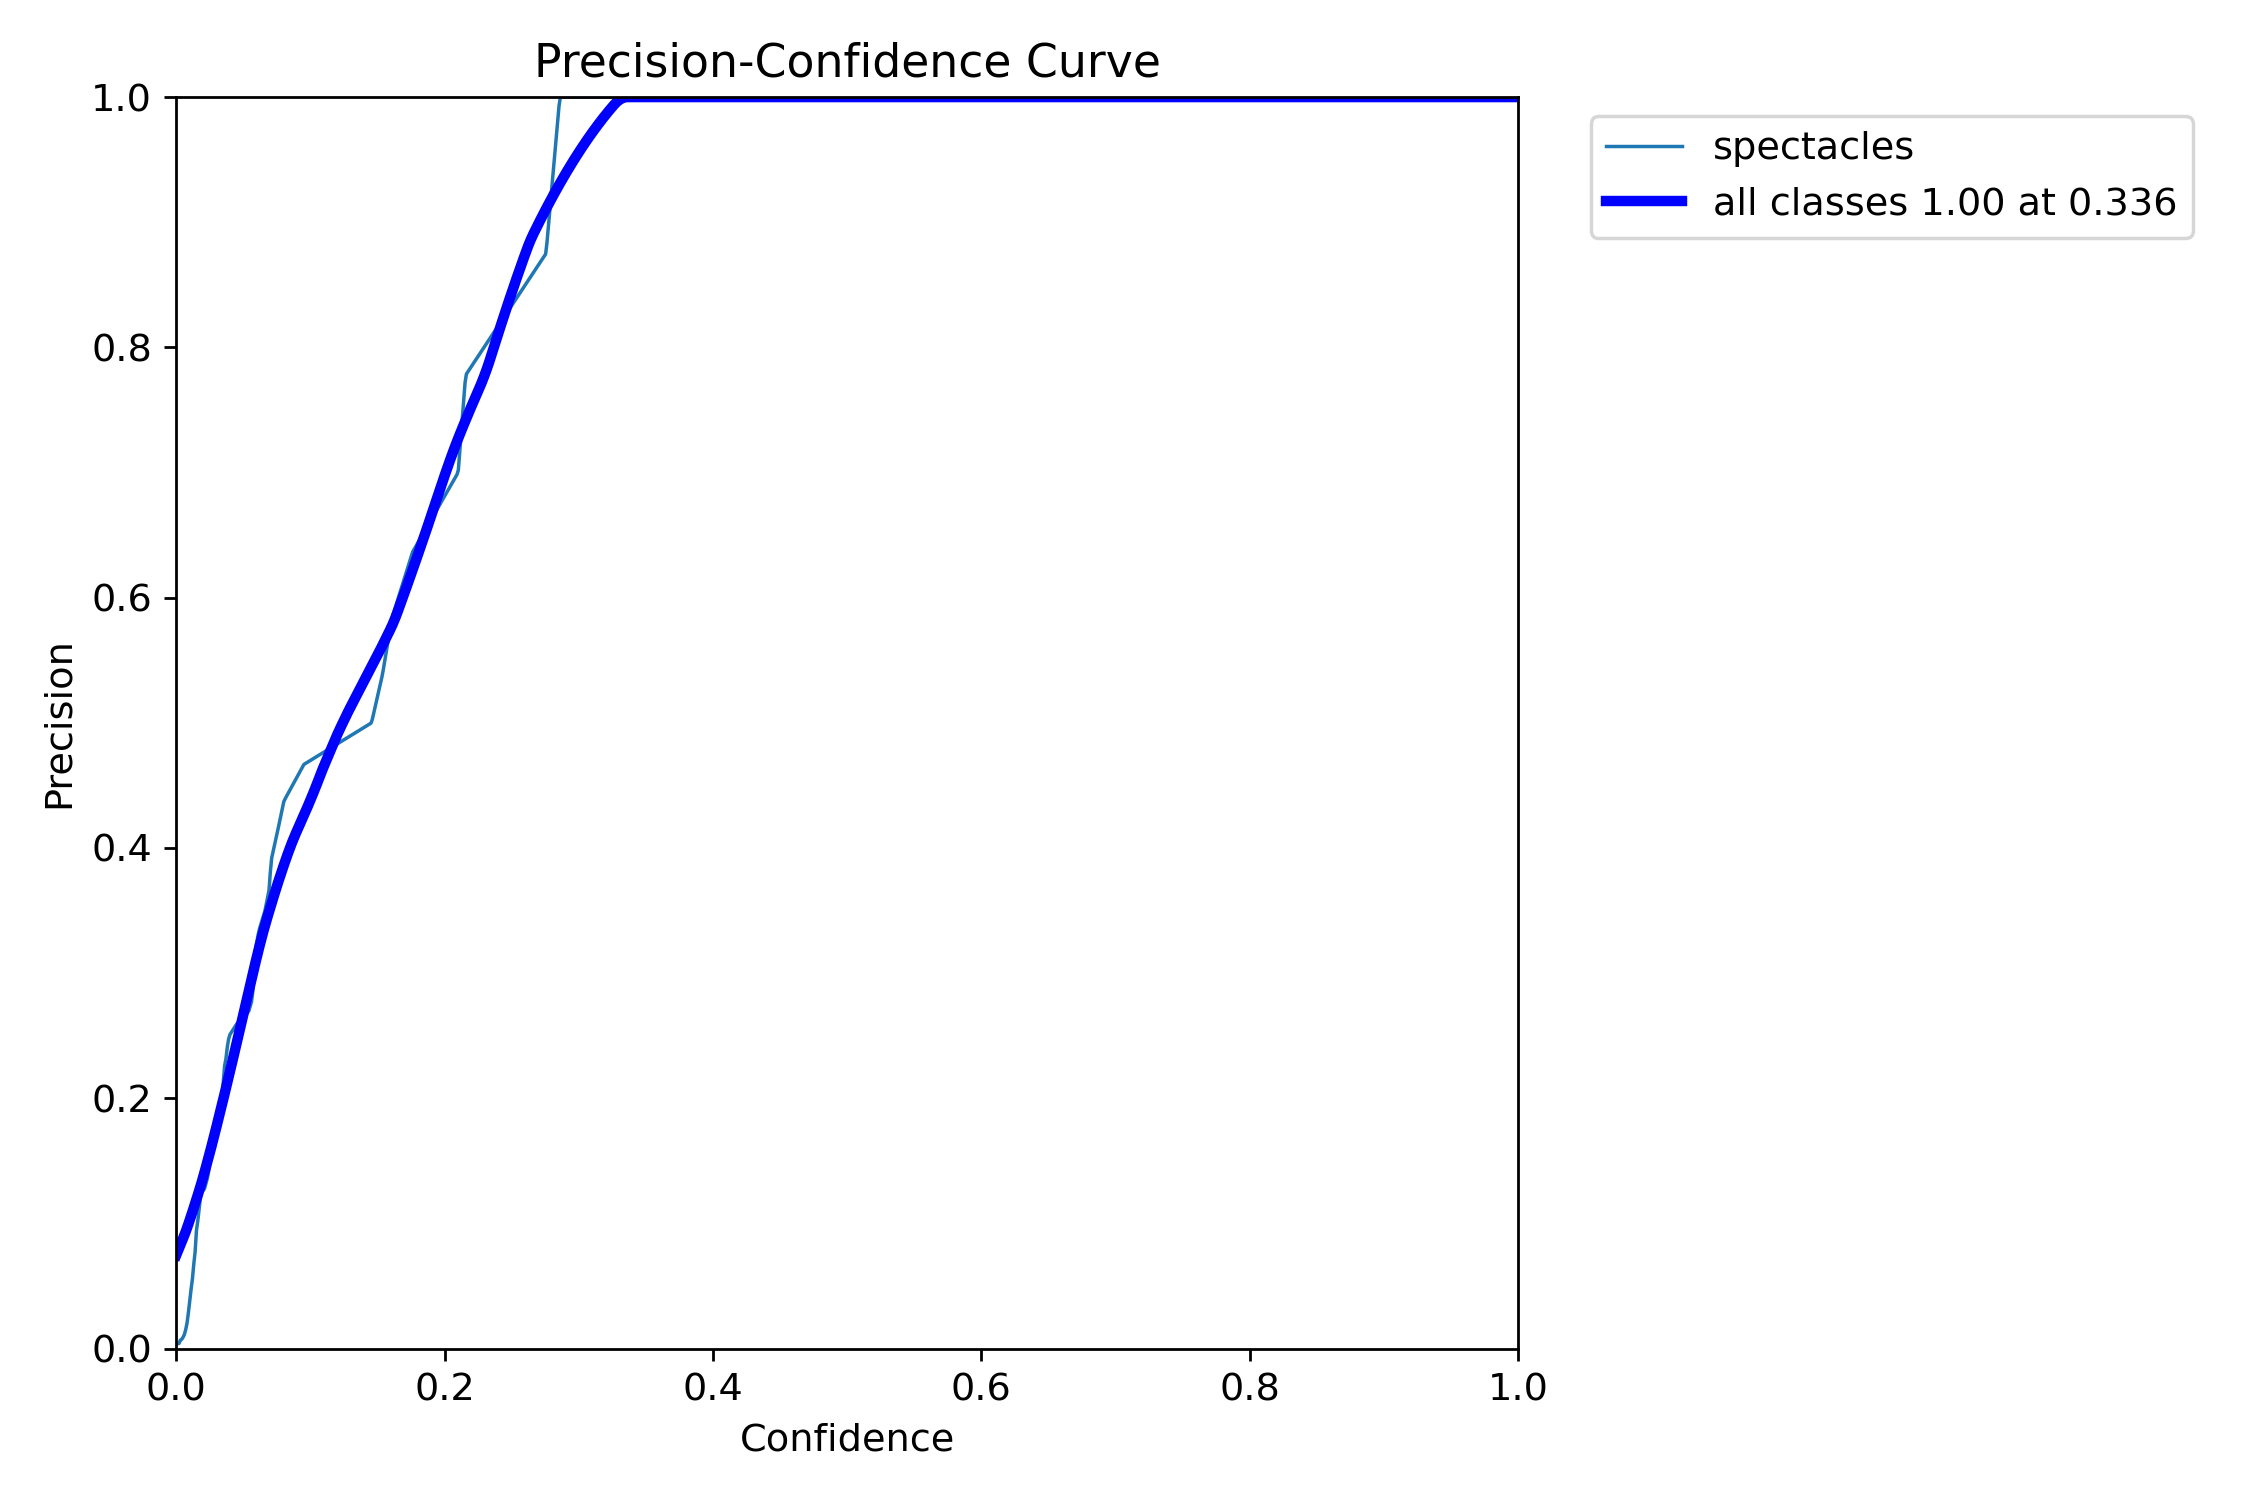 Precision-Confidence Curve
spectacles
all classes 1.00 at 0.336
1.0
0.8
0.6
0.4
0.2
0.0
Precision
0.0 0.2 0.4 0.6 0.8 1.0
Confidence